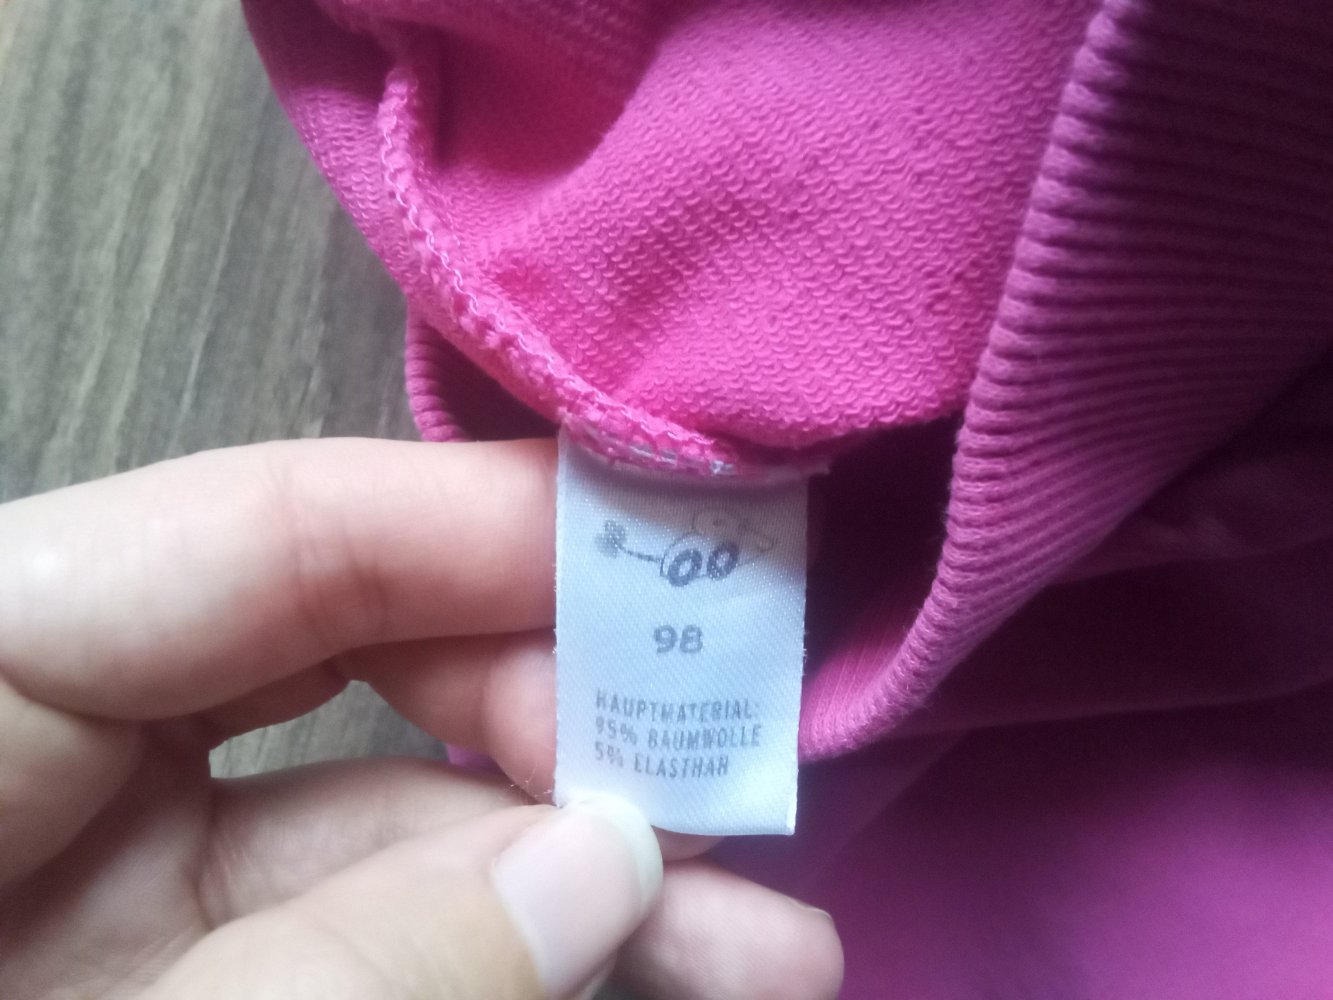 98
HAUPTMATERIAL:
95% BAUMWOLLE
5% ELASTHAN